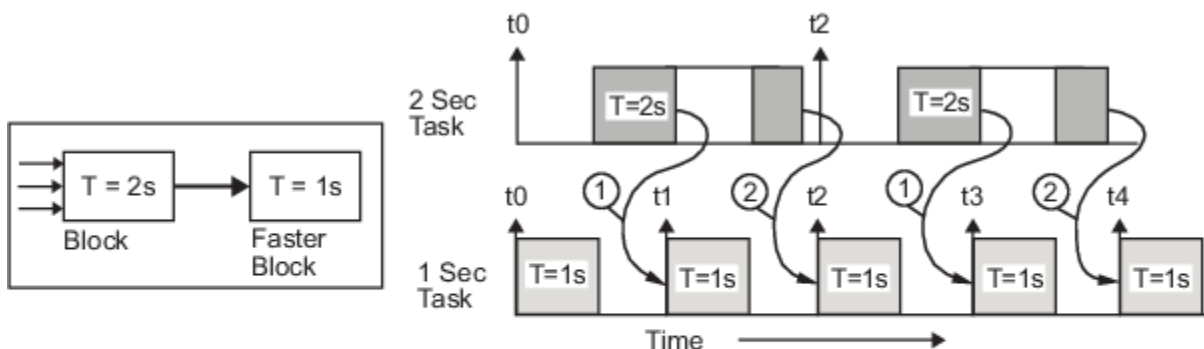 T = 2s
T = 1s
Block
Faster
Block
t0
t2
2 Sec
Task
T=2s
T=2s
1
2
1
2
t0
t1
t2
t3
t4
1 Sec
Task
T=1s
T=1s
T=1s
T=1s
T=1s
Time